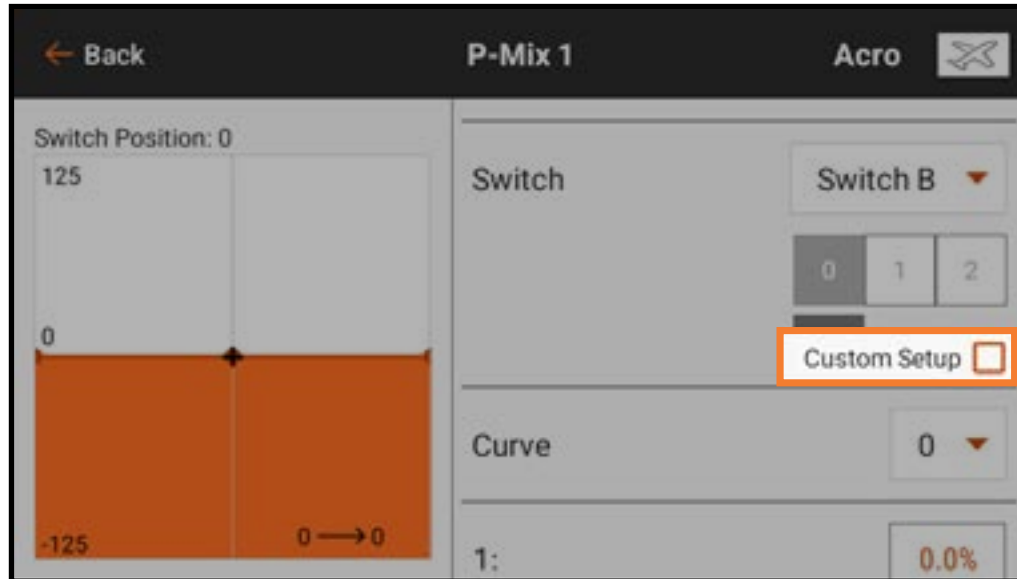 Back
P-Mix 1
Acro
Switch Position: 0
125
0
-125
0 → 0
Switch
Switch B
0 1 2
Custom Setup
Curve
0
1:
0.0%